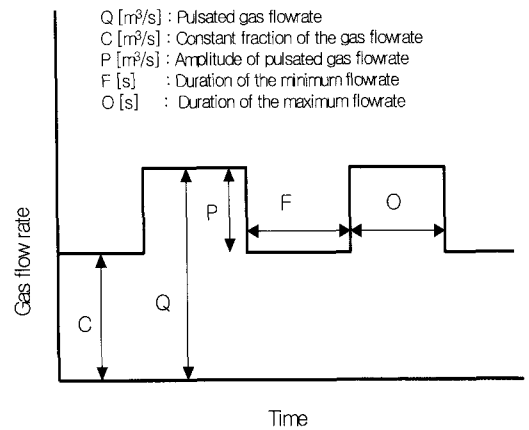 Q [m³/s] : Pulsated gas flowrate
C [m³/s] : Constant fraction of the gas flowrate
P [m³/s] : Amplitude of pulsated gas flowrate
F [s] : Duration of the minimum flowrate
O [s] : Duration of the maximum flowrate
P
F
O
Q
C
Gas flow rate
Time